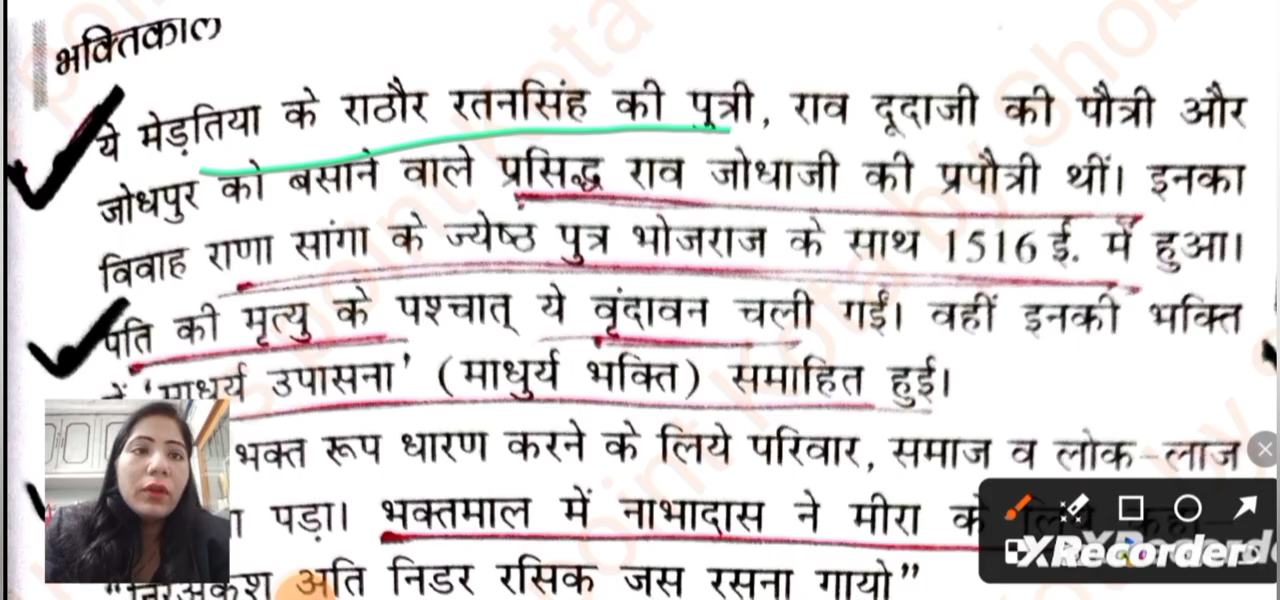 भक्तिकाल
ये मेड़तिया के राठौर रतनसिंह की पुत्री, राव दूदाजी की पौत्री और
जोधपुर को बसाने वाले प्रसिद्ध राव जोधाजी की प्रपौत्री थीं। इनका
विवाह राणा सांगा के ज्येष्ठ पुत्र भोजराज के साथ 1516 ई. में हुआ।
पति की मृत्यु के पश्चात् ये वृंदावन चली गईं। वहीं इनकी भक्ति
में 'माधुर्य उपासना' (माधुर्य भक्ति) समाहित हुई।
भक्त रूप धारण करने के लिये परिवार, समाज व लोक-लाज
पड़ा। भक्तमाल में नाभादास ने मीरा के लिये कहा-
अति निडर रसिक जस रसना गायो"
XRecorder